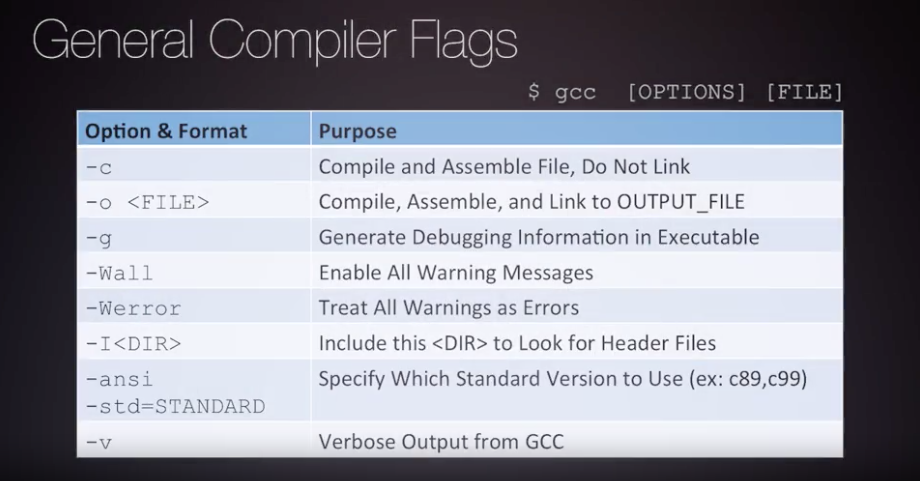 General Compiler Flags
$ gcc [OPTIONS] [FILE]
Option & Format Purpose
-c Compile and Assemble File, Do Not Link
-o <FILE> Compile, Assemble, and Link to OUTPUT_FILE
-g Generate Debugging Information in Executable
-Wall Enable All Warning Messages
-Werror Treat All Warnings as Errors
-I<DIR> Include this <DIR> to Look for Header Files
-ansi Specify Which Standard Version to Use (ex: c89,c99)
-std=STANDARD
-v Verbose Output from GCC